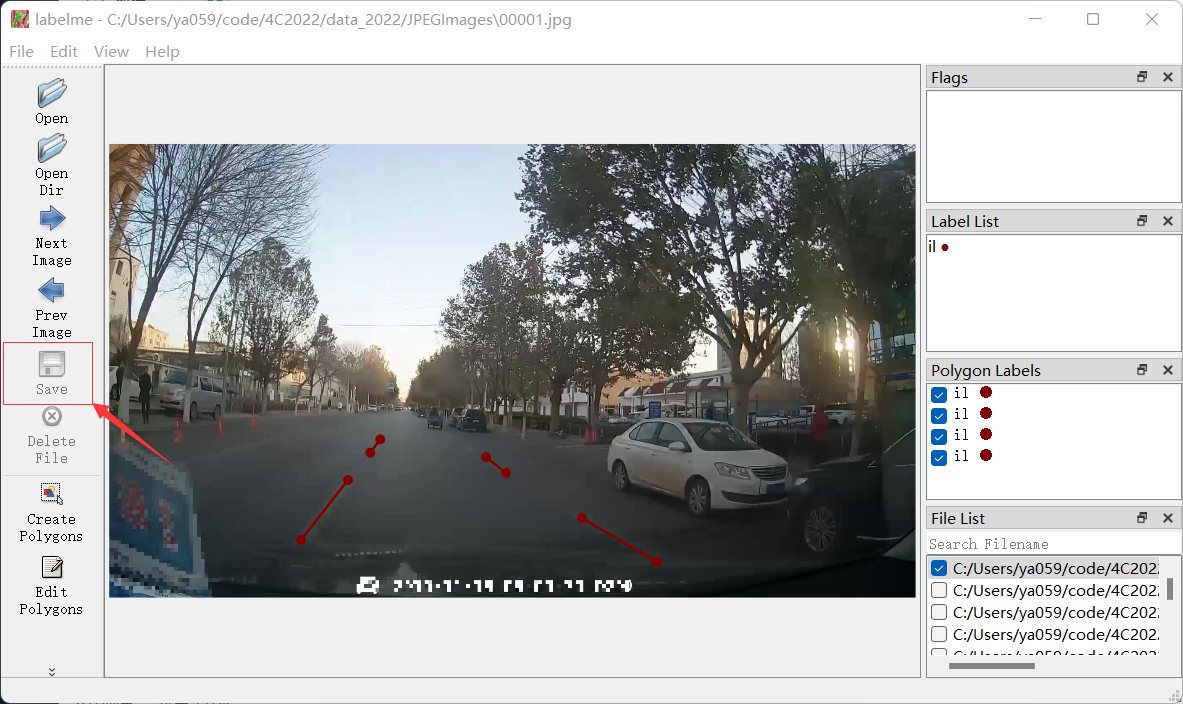 labelme - C:/Users/ya059/code/4C2022/data_2022/JPEGImages\00001.jpg
File Edit View Help
Open
Open
Dir
Next
Image
Prev
Image
Save
Delete
File
Create
Polygons
Edit
Polygons
Flags
Label List
il
Polygon Labels
il
il
il
il
File List
Search Filename
C:/Users/ya059/code/4C2022
C:/Users/ya059/code/4C2022
C:/Users/ya059/code/4C2022
C:/Users/ya059/code/4C2022